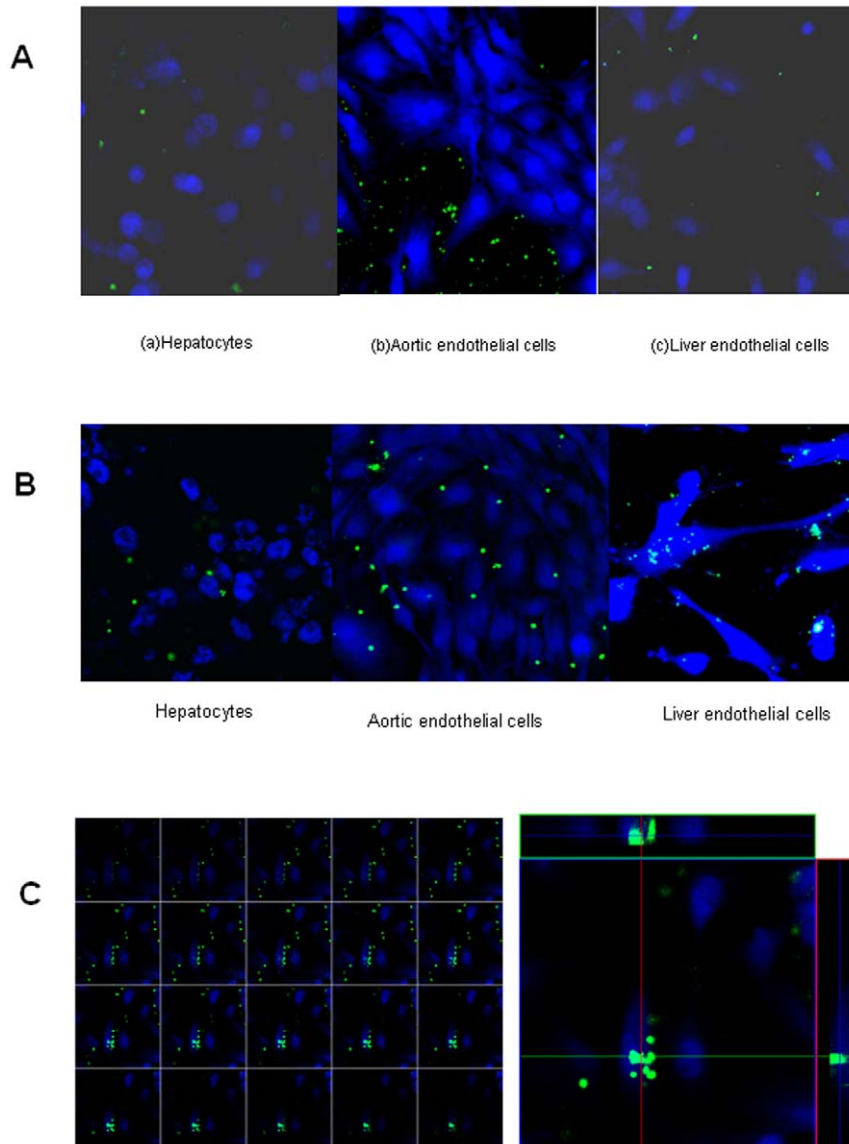 A
(a)Hepatocytes
(b)Aortic endothelial cells
(c)Liver endothelial cells
B
Hepatocytes
Aortic endothelial cells
Liver endothelial cells
C